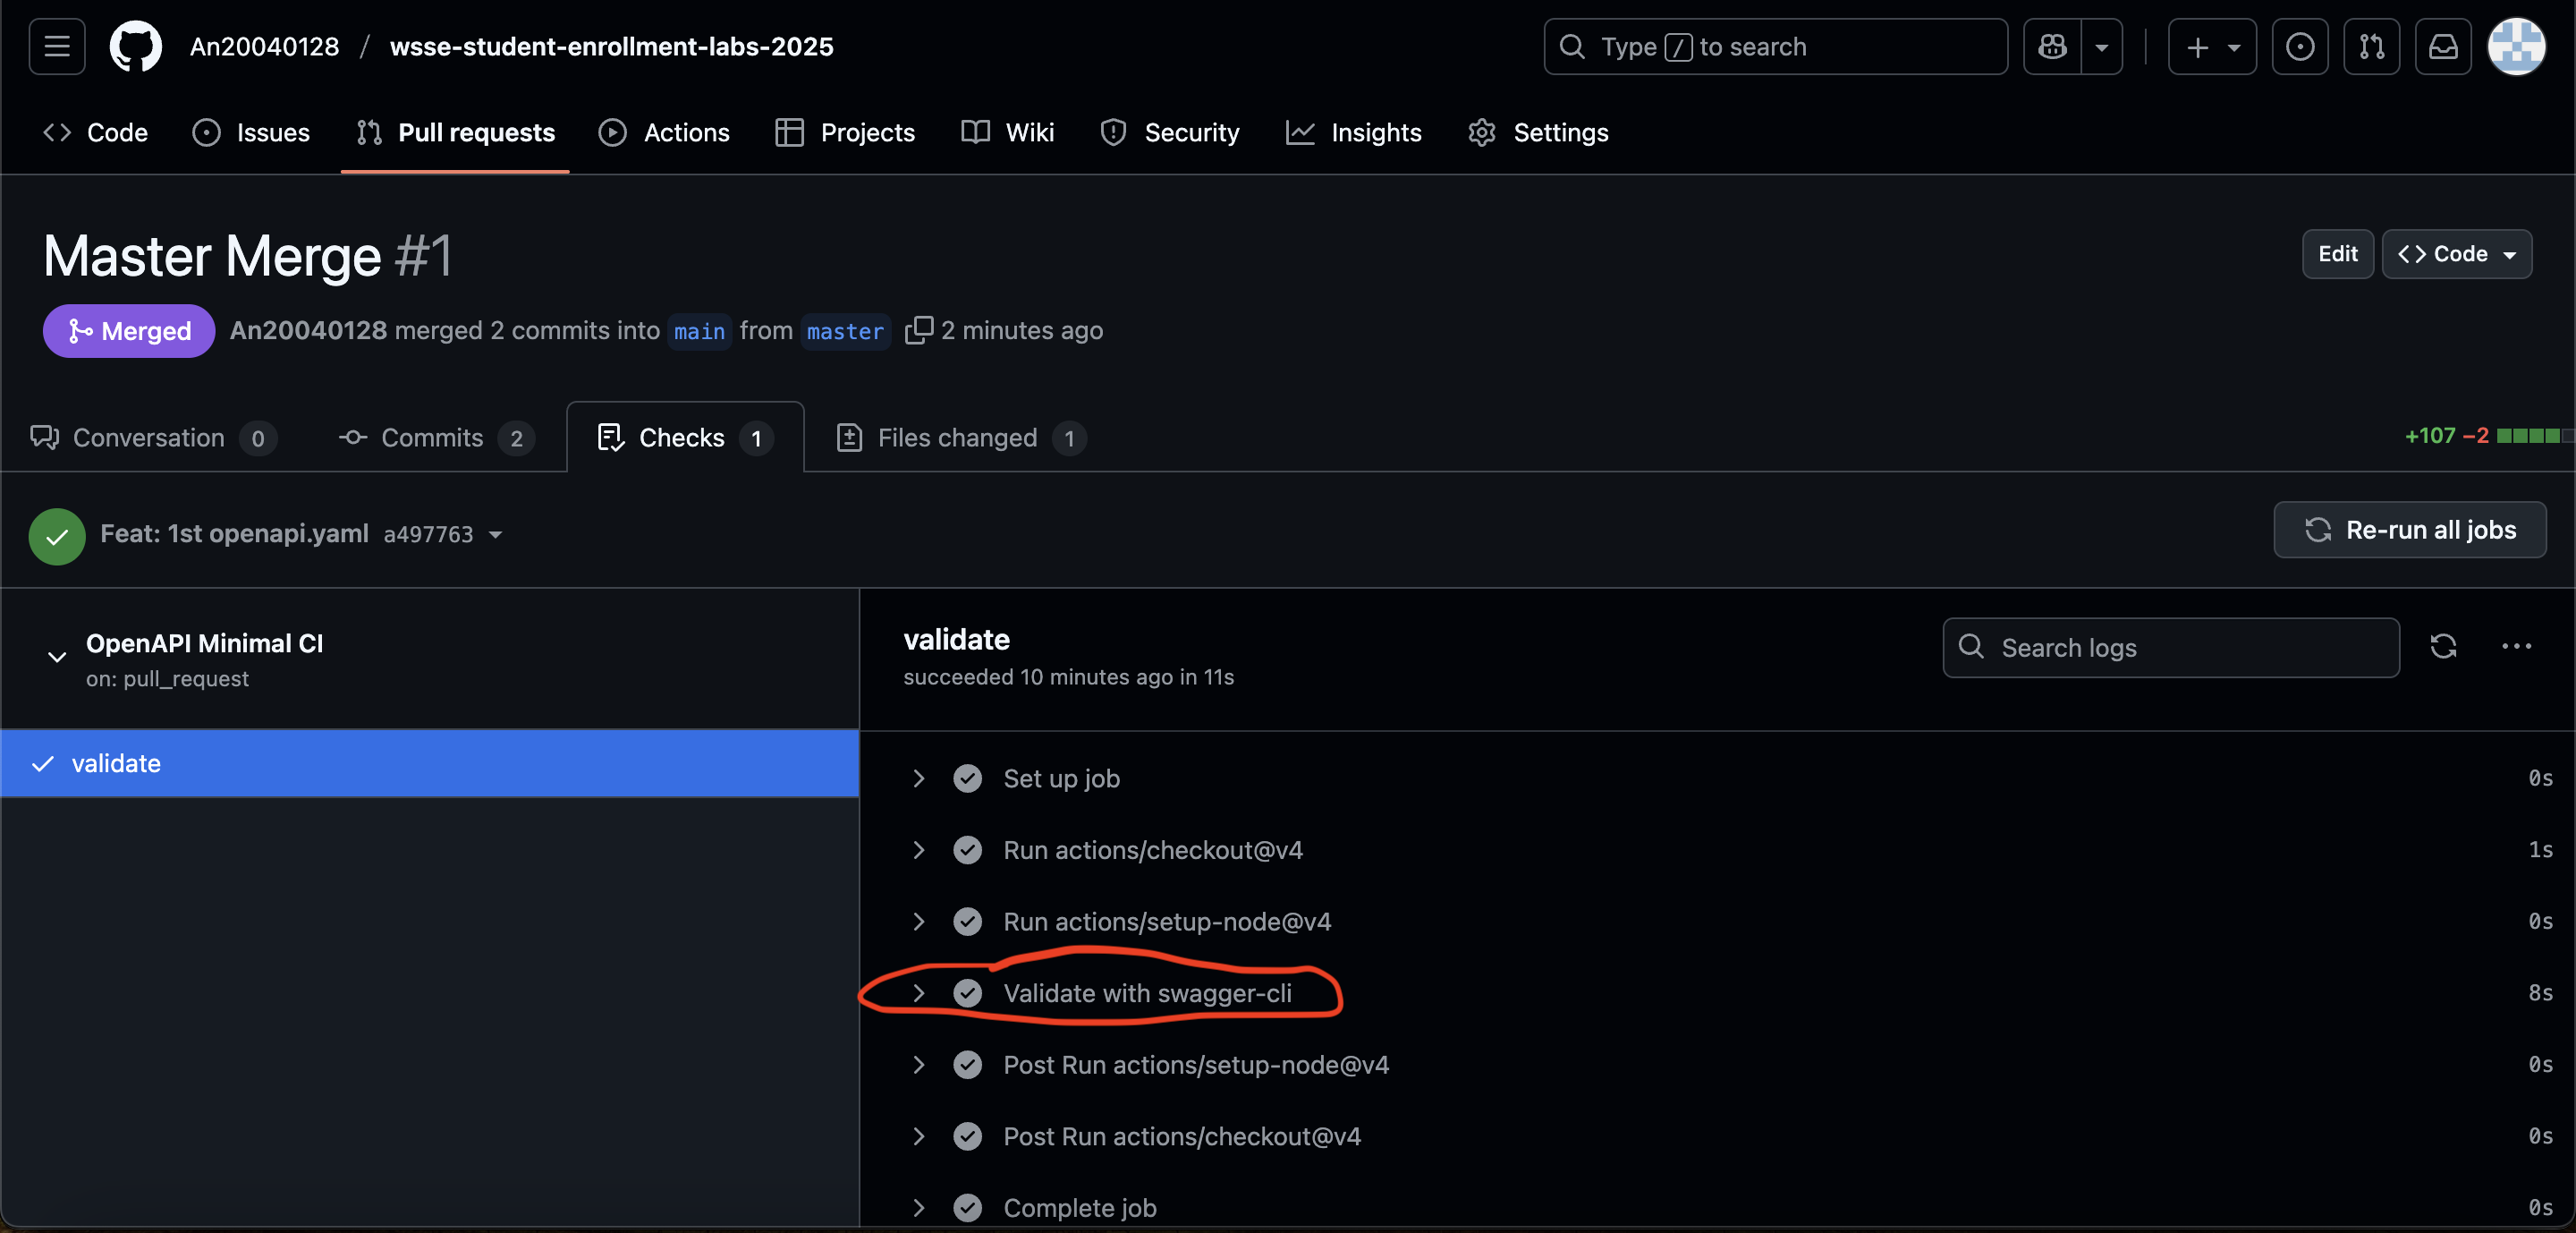 An20040128 / wsse-student-enrollment-labs-2025
Type / to search
Code Issues Pull requests Actions Projects Wiki Security Insights Settings
Master Merge #1
Edit
Code
Merged
An20040128 merged 2 commits into main from master 2 minutes ago
Conversation 0
Commits 2
Checks 1
Files changed 1
+107 −2
Feat: 1st openapi.yaml a497763
Re-run all jobs
OpenAPI Minimal CI
on: pull_request
validate
validate
succeeded 10 minutes ago in 11s
Search logs
Set up job 0s
Run actions/checkout@v4 1s
Run actions/setup-node@v4 0s
Validate with swagger-cli 8s
Post Run actions/setup-node@v4 0s
Post Run actions/checkout@v4 0s
Complete job 0s